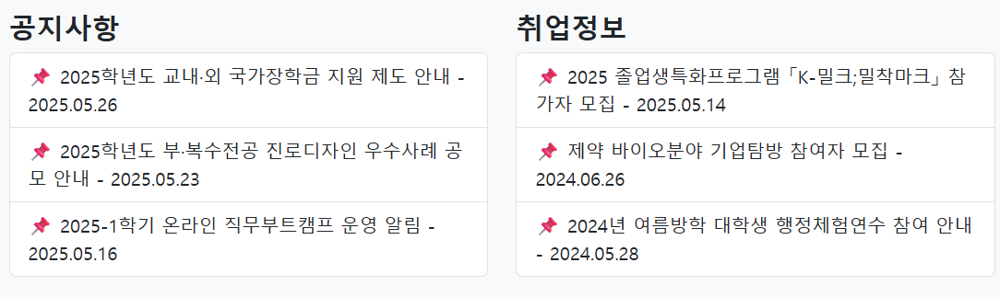 공지사항
📌 2025학년도 교내·외 국가장학금 지원 제도 안내 -
2025.05.26
📌 2025학년도 부·복수전공 진로디자인 우수사례 공
모 안내 - 2025.05.23
📌 2025-1학기 온라인 직무부트캠프 운영 알림 -
2025.05.16
취업정보
📌 2025 졸업생특화프로그램 ｢K-밀크;밀착마크｣ 참
가자 모집 - 2025.05.14
📌 제약 바이오분야 기업탐방 참여자 모집 -
2024.06.26
📌 2024년 여름방학 대학생 행정체험연수 참여 안내
- 2024.05.28